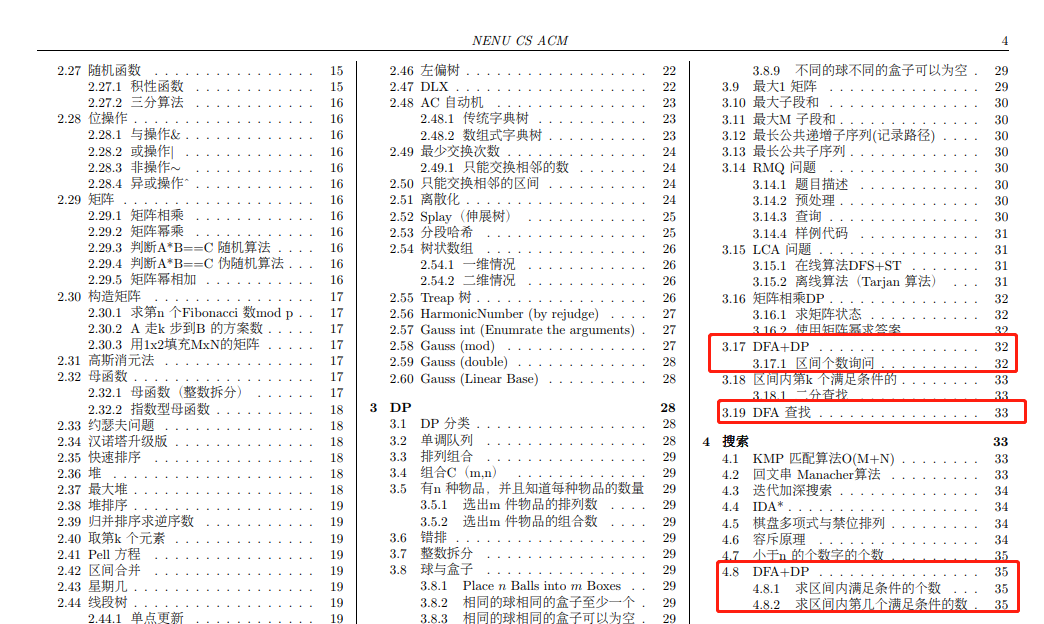 NENU CS ACM 4
2.27 随机函数 . . . . . . . . . . . . . . . 15
2.27.1 积性函数 . . . . . . . . . . . . 15
2.27.2 三分算法 . . . . . . . . . . . . 16
2.28 位操作 . . . . . . . . . . . . . . . . 16
2.28.1 与操作& . . . . . . . . . . . . 16
2.28.2 或操作| . . . . . . . . . . . . . 16
2.28.3 非操作~ . . . . . . . . . . . . 16
2.28.4 异或操作^ . . . . . . . . . . . 16
2.29 矩阵 . . . . . . . . . . . . . . . . . 16
2.29.1 矩阵相乘 . . . . . . . . . . . . 16
2.29.2 矩阵幂乘 . . . . . . . . . . . . 16
2.29.3 判断A*B==C 随机算法 . . . . 16
2.29.4 判断A*B==C 伪随机算法 . . . 16
2.29.5 矩阵幂相加 . . . . . . . . . . . 16
2.30 构造矩阵 . . . . . . . . . . . . . . . 17
2.30.1 求第n 个Fibonacci 数mod p . . 17
2.30.2 A 走k 步到B 的方案数 . . . . . 17
2.30.3 用1x2填充MxN的矩阵 . . . . . 17
2.31 高斯消元法 . . . . . . . . . . . . . . 17
2.32 母函数 . . . . . . . . . . . . . . . . 17
2.32.1 母函数（整数拆分） . . . . . . 17
2.32.2 指数型母函数 . . . . . . . . . . 18
2.33 约瑟夫问题 . . . . . . . . . . . . . . 18
2.34 汉诺塔升级版 . . . . . . . . . . . . . 18
2.35 快速排序 . . . . . . . . . . . . . . . 18
2.36 堆 . . . . . . . . . . . . . . . . . . 18
2.37 最大堆 . . . . . . . . . . . . . . . . 18
2.38 堆排序 . . . . . . . . . . . . . . . . 19
2.39 归并排序求逆序数 . . . . . . . . . . 19
2.40 取第k 个元素 . . . . . . . . . . . . . 19
2.41 Pell 方程 . . . . . . . . . . . . . . . 19
2.42 区间合并 . . . . . . . . . . . . . . . 19
2.43 星期几 . . . . . . . . . . . . . . . . 19
2.44 线段树 . . . . . . . . . . . . . . . . 19
2.44.1 单点更新 . . . . . . . . . . . . 19
2.46 左偏树 . . . . . . . . . . . . . . . . 22
2.47 DLX . . . . . . . . . . . . . . . . . 22
2.48 AC 自动机 . . . . . . . . . . . . . . 23
2.48.1 传统字典树 . . . . . . . . . . . 23
2.48.2 数组式字典树 . . . . . . . . . . 23
2.49 最少交换次数 . . . . . . . . . . . . . 24
2.49.1 只能交换相邻的数 . . . . . . . . 24
2.50 只能交换相邻的区间 . . . . . . . . . 24
2.51 离散化 . . . . . . . . . . . . . . . . 24
2.52 Splay（伸展树） . . . . . . . . . . . 25
2.53 分段哈希 . . . . . . . . . . . . . . . 25
2.54 树状数组 . . . . . . . . . . . . . . . 26
2.54.1 一维情况 . . . . . . . . . . . . 26
2.54.2 二维情况 . . . . . . . . . . . . 26
2.55 Treap 树 . . . . . . . . . . . . . . . 26
2.56 HarmonicNumber (by rejudge) . . . . 27
2.57 Gauss int (Enumrate the arguments) . 27
2.58 Gauss (mod) . . . . . . . . . . . . . 27
2.59 Gauss (double) . . . . . . . . . . . . 28
2.60 Gauss (Linear Base) . . . . . . . . . 28
3 DP 28
3.1 DP 分类 . . . . . . . . . . . . . . . 28
3.2 单调队列 . . . . . . . . . . . . . . . 28
3.3 排列组合 . . . . . . . . . . . . . . . 29
3.4 组合C（m,n） . . . . . . . . . . . . 29
3.5 有n 种物品，并且知道每种物品的数量 29
3.5.1 选出m 件物品的排列数 . . . . 29
3.5.2 选出m 件物品的组合数 . . . . 29
3.6 错排 . . . . . . . . . . . . . . . . . 29
3.7 整数拆分 . . . . . . . . . . . . . . . 29
3.8 球与盒子 . . . . . . . . . . . . . . . 29
3.8.1 Place n Balls into m Boxes . . . 29
3.8.2 相同的球相同的盒子至少一个 . 29
3.8.3 相同的球相同的盒子可以为空 . 29
3.8.9 不同的球不同的盒子可以为空 . 29
3.9 最大1 矩阵 . . . . . . . . . . . . . . 29
3.10 最大子段和 . . . . . . . . . . . . . . 30
3.11 最大M 子段和 . . . . . . . . . . . . . 30
3.12 最长公共递增子序列(记录路径) . . . . 30
3.13 最长公共子序列 . . . . . . . . . . . . 30
3.14 RMQ 问题 . . . . . . . . . . . . . . 30
3.14.1 题目描述 . . . . . . . . . . . . 30
3.14.2 预处理 . . . . . . . . . . . . . 30
3.14.3 查询 . . . . . . . . . . . . . . 30
3.14.4 样例代码 . . . . . . . . . . . . 31
3.15 LCA 问题 . . . . . . . . . . . . . . 31
3.15.1 在线算法DFS+ST . . . . . . . 31
3.15.2 离线算法（Tarjan 算法） . . . 31
3.16 矩阵相乘DP . . . . . . . . . . . . . 32
3.16.1 求矩阵状态 . . . . . . . . . . . 32
3.16.2 使用矩阵幂求答案 . . . . . . . 32
3.17 DFA+DP . . . . . . . . . . . . . . . 32
3.17.1 区间个数询问 . . . . . . . . . . 32
3.18 区间内第k 个满足条件的 . . . . . . . 33
3.18.1 二分查找 . . . . . . . . . . . . 33
3.19 DFA 查找 . . . . . . . . . . . . . . 33
4 搜索 33
4.1 KMP 匹配算法O(M+N) . . . . . . . 33
4.2 回文串 Manacher算法 . . . . . . . . 33
4.3 迭代加深搜索 . . . . . . . . . . . . . 34
4.4 IDA* . . . . . . . . . . . . . . . . . 34
4.5 棋盘多项式与禁位排列 . . . . . . . . 34
4.6 容斥原理 . . . . . . . . . . . . . . . 34
4.7 小于n 的个数字的个数 . . . . . . . . 35
4.8 DFA+DP . . . . . . . . . . . . . . . 35
4.8.1 求区间内满足条件的个数 . . . 35
4.8.2 求区间内第几个满足条件的数 . 35